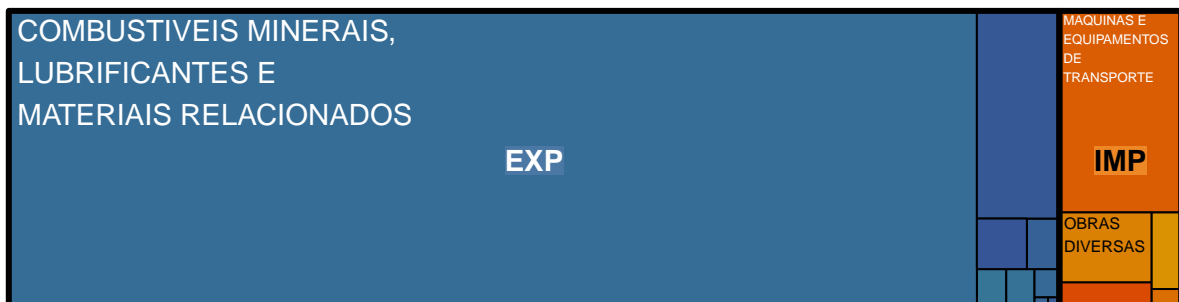 COMBUSTIVEIS MINERAIS,
LUBRIFICANTES E
MATERIAIS RELACIONADOS
EXP
MAQUINAS E
EQUIPAMENTOS
DE
TRANSPORTE
IMP
OBRAS
DIVERSAS